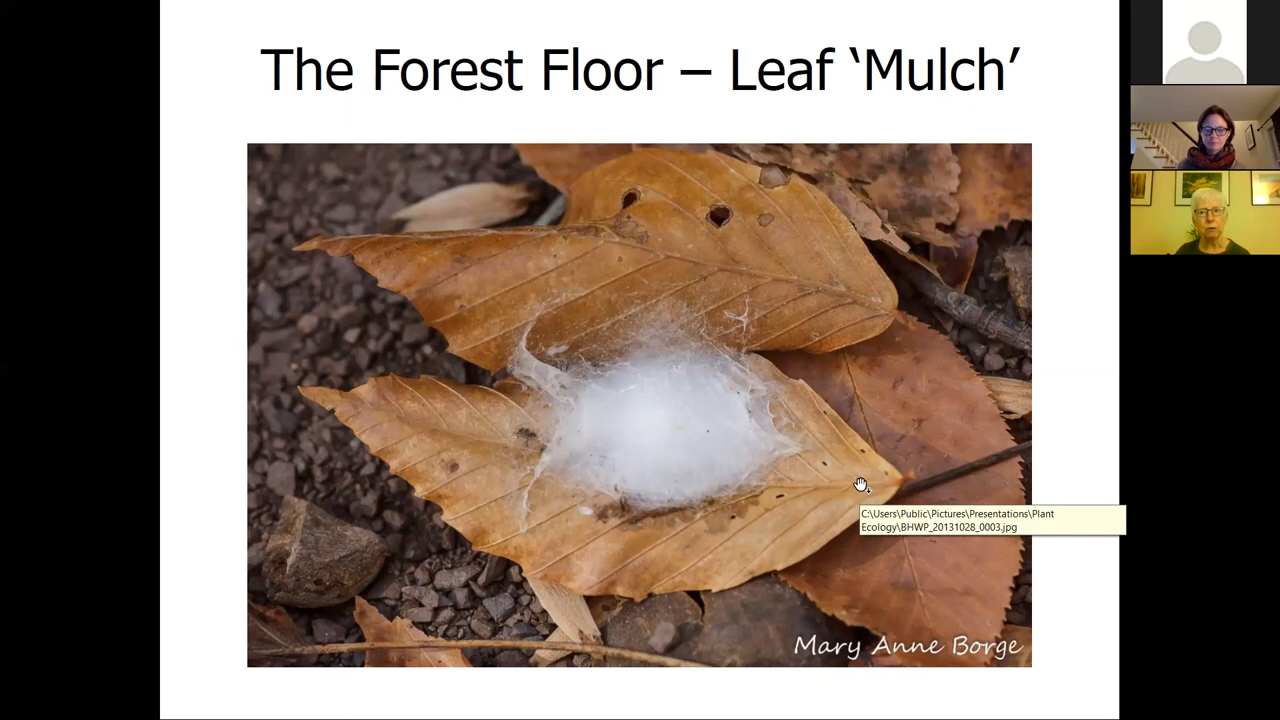 The Forest Floor – Leaf ‘Mulch’
C:\Users\Public\Pictures\Presentations\Plant
Ecology\BHWP_20131028_0003.jpg
Mary Anne Borge